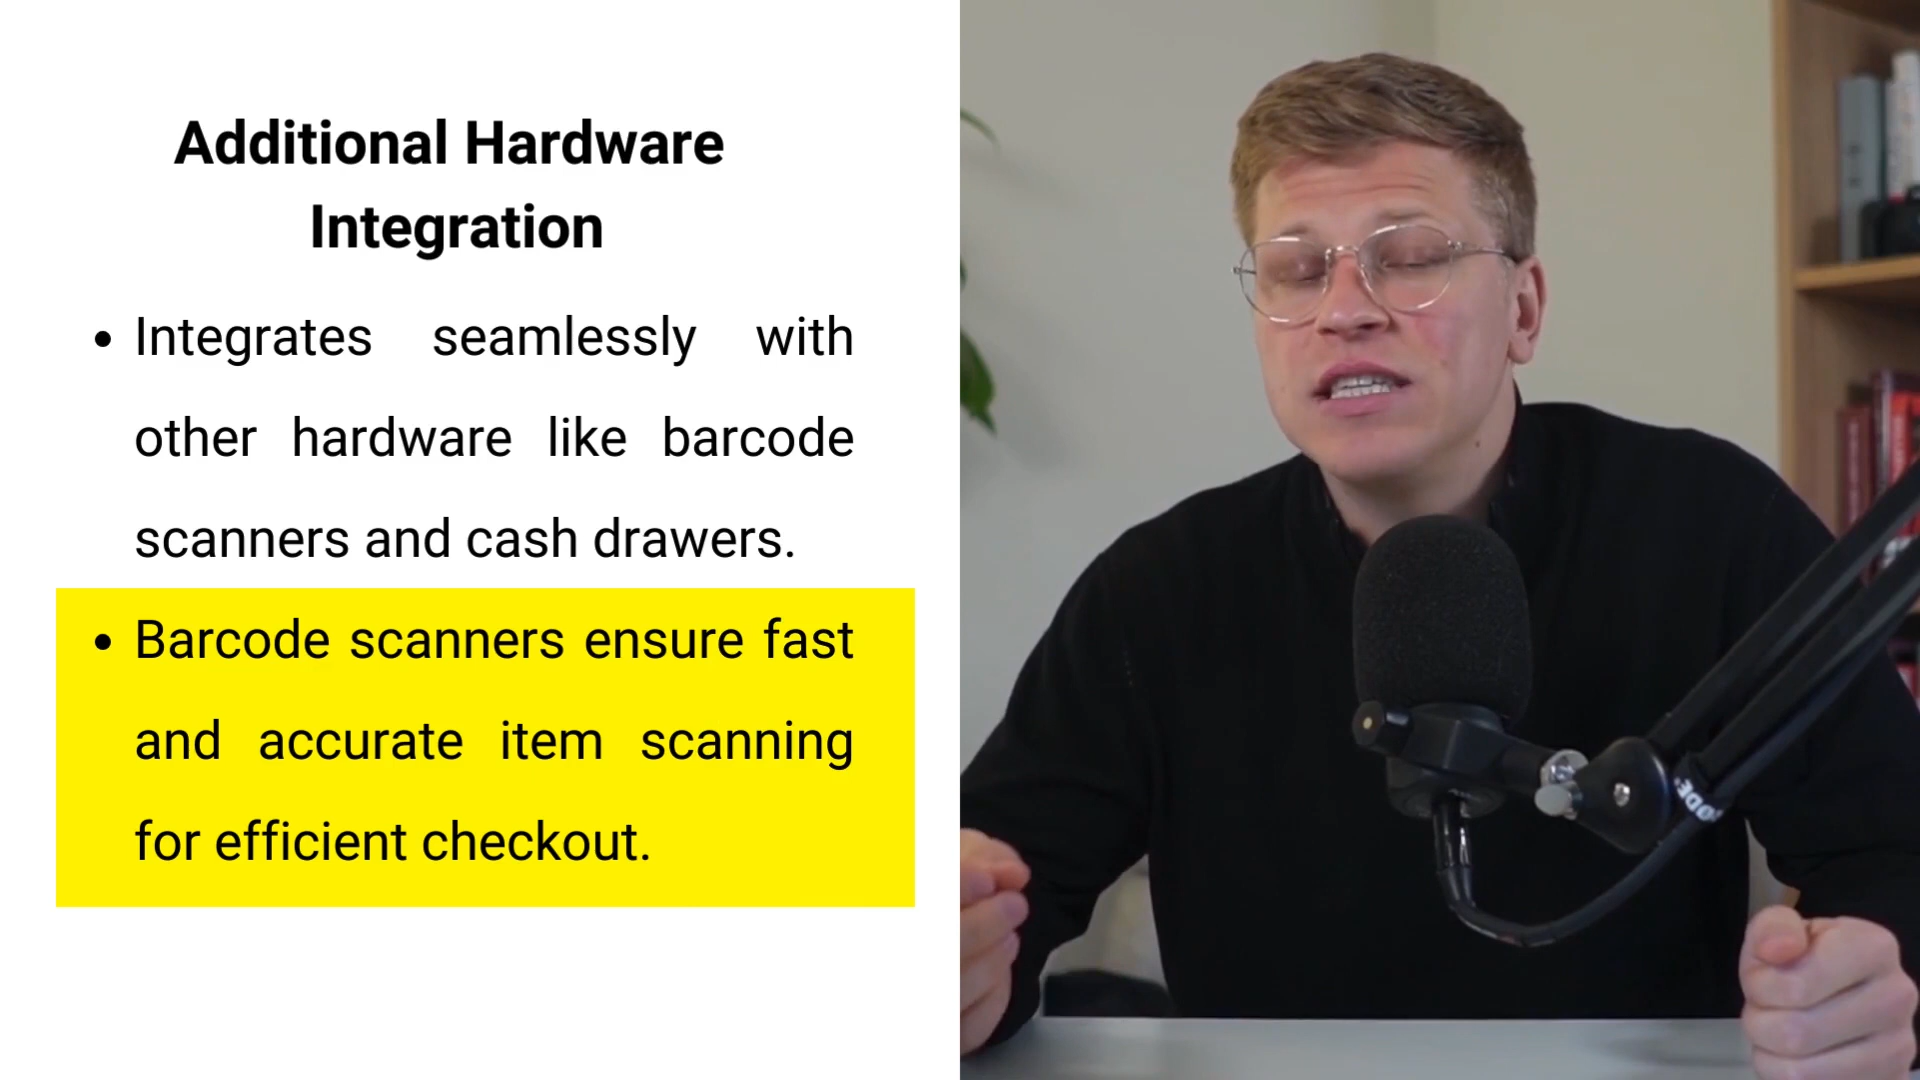 Additional Hardware
Integration
• Integrates seamlessly with
other hardware like barcode
scanners and cash drawers.
• Barcode scanners ensure fast
and accurate item scanning
for efficient checkout.